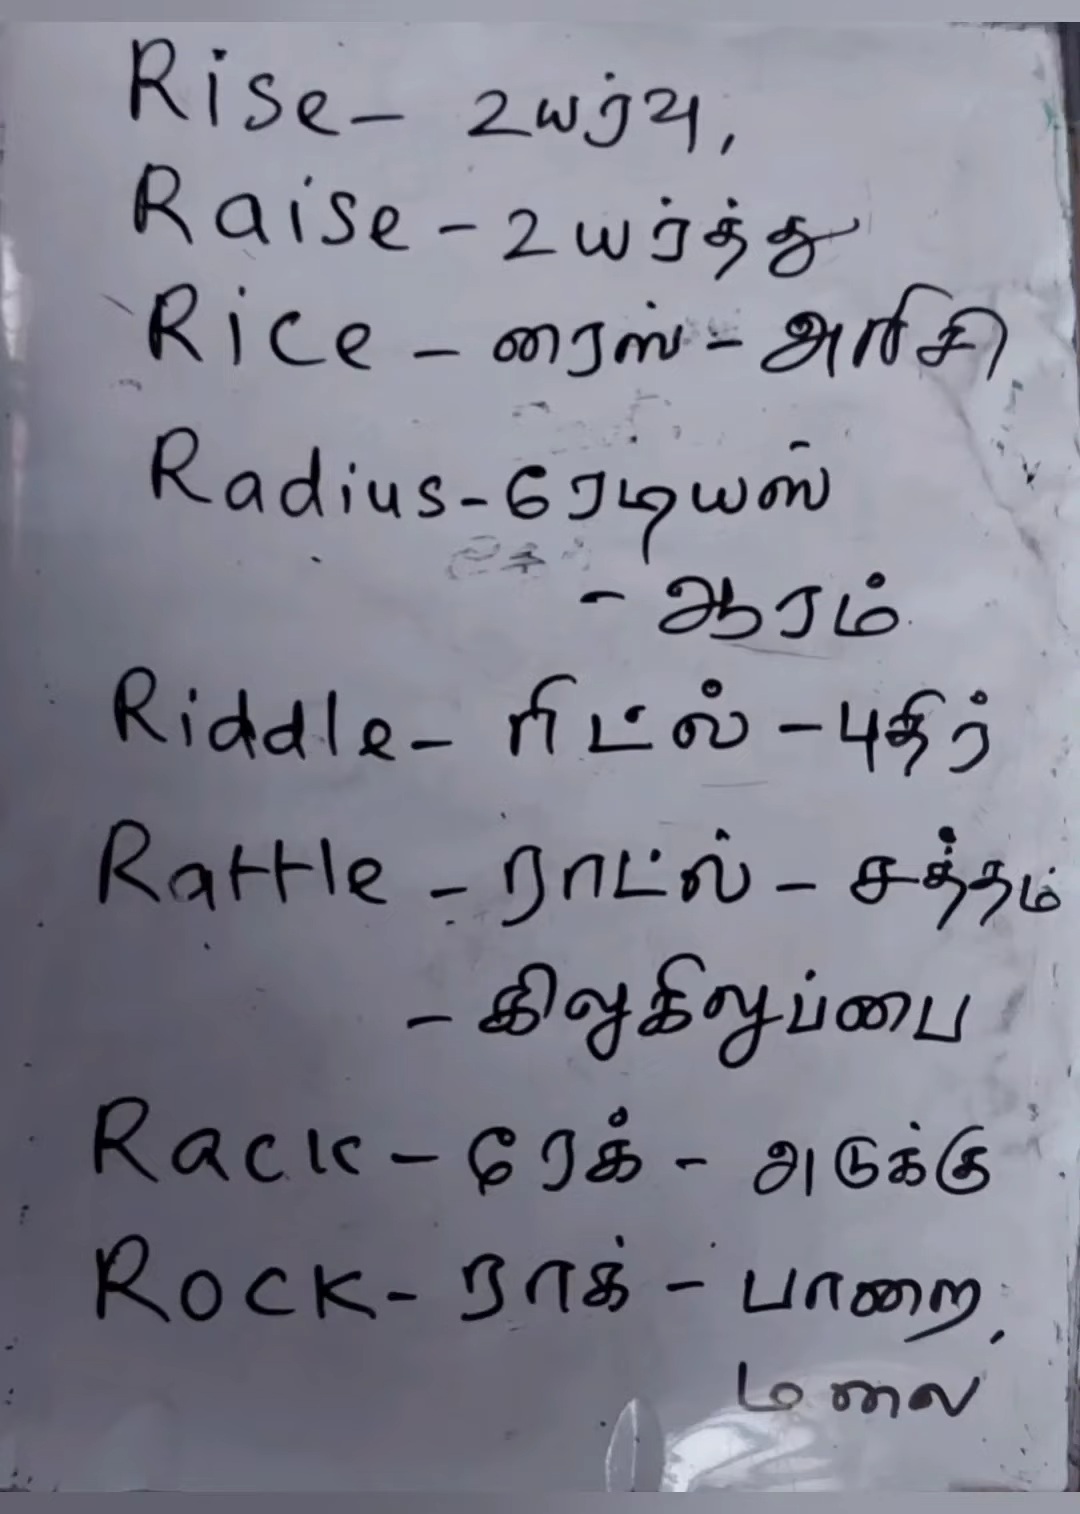 Rise - உயர்வு,
Raise - உயர்த்து
Rice - ரைஸ் - அரிசி
Radius - ரேடியஸ்
- ஆரம்
Riddle - ரிட்ல் - புதிர்
Rattle - ராட்ல் - சத்தம்
- கிலுகிலுப்பை
Rack - ரேக் - அடுக்கு
Rock - ராக் - பாறை,
மலை